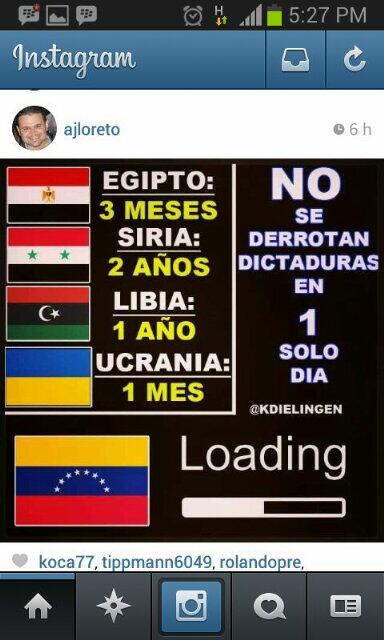 5:27 PM
Instagram
ajloreto
6 h
EGIPTO:
3 MESES
SIRIA:
2 AÑOS
LIBIA:
1 AÑO
UCRANIA:
1 MES
NO
SE
DERROTAN
DICTADURAS
EN
1
SOLO
DIA
@KDIELINGEN
Loading
koca77, tippmann6049, rolandopre,